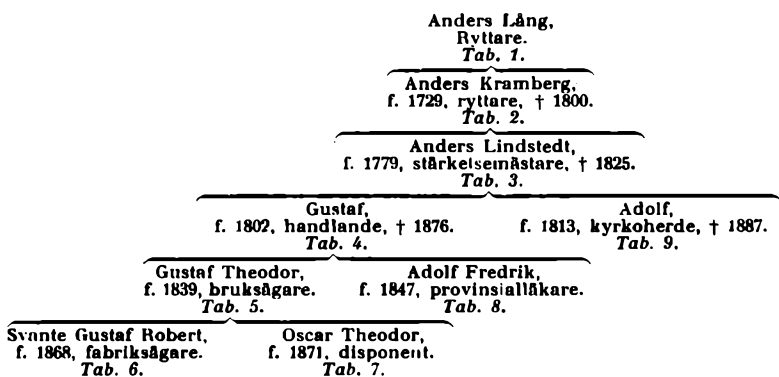 Anders Lång,
Ryttare.
Tab. 1.
Anders Kramberg,
f. 1729, ryttare, † 1800.
Tab. 2.
Anders Lindstedt,
f. 1779, stärkelsemästare, † 1825.
Tab. 3.
Gustaf, Adolf,
f. 1802, handlande, † 1876. f. 1813, kyrkoherde, † 1887.
Tab. 4. Tab. 9.
Gustaf Theodor, Adolf Fredrik,
f. 1839, bruksägare. f. 1847, provinsialläkare.
Tab. 5. Tab. 8.
Svante Gustaf Robert, Oscar Theodor,
f. 1868, fabriksägare. f. 1871, disponent.
Tab. 6. Tab. 7.